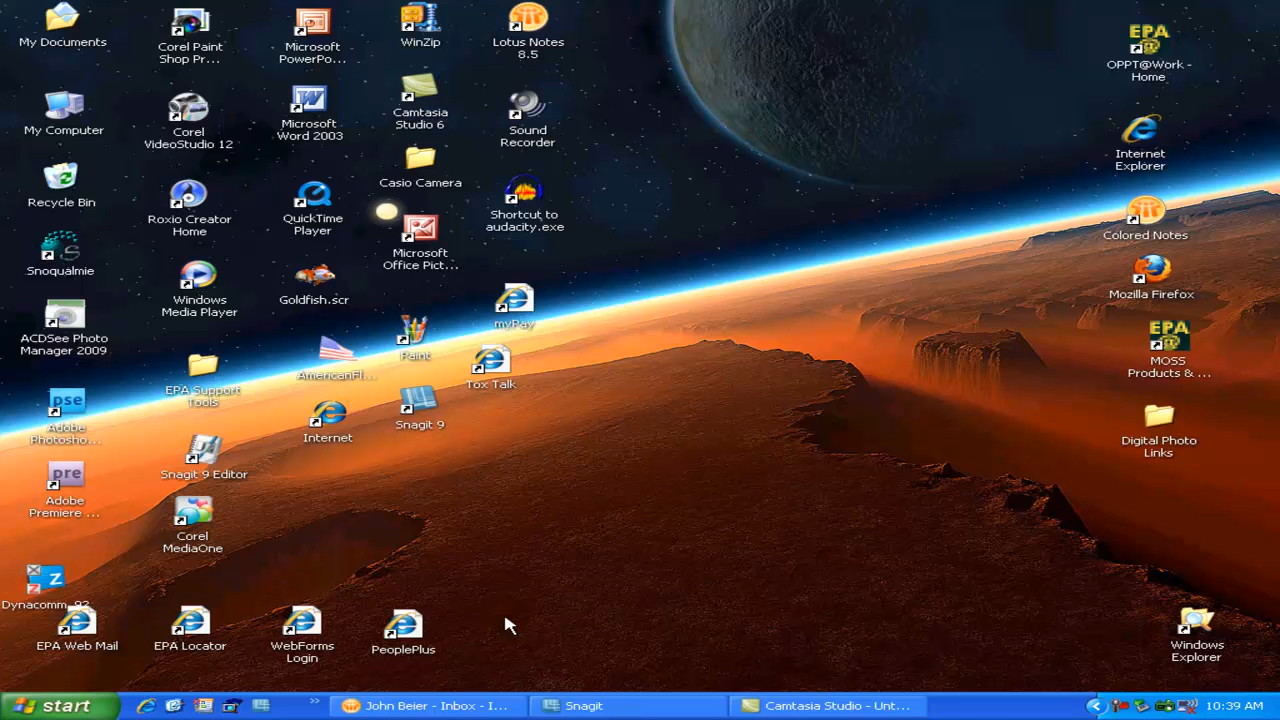 My Documents
Corel Paint
Shop Pr...
Microsoft
PowerPo...
WinZip
Lotus Notes
8.5
EPA
OPPT@Work -
Home
My Computer
Corel
VideoStudio 12
Microsoft
Word 2003
Camtasia
Studio 6
Sound
Recorder
Internet
Explorer
Recycle Bin
Roxio Creator
Home
QuickTime
Player
Casio Camera
Shortcut to
audacity.exe
Colored Notes
Snoqualmie
Windows
Media Player
Goldfish.scr
Microsoft
Office Pict...
myPay
Mozilla Firefox
ACDSee Photo
Manager 2009
EPA Support
Tools
AmericanFl...
Paint
Tox Talk
EPA
MOSS
Products & ...
pse
Adobe
Photosho...
Snagit 9 Editor
Internet
Snagit 9
Digital Photo
Links
pre
Adobe
Premiere ...
Corel
MediaOne
Z
Z
Dynacomm_92
EPA Web Mail
EPA Locator
WebForms
Login
PeoplePlus
Windows
Explorer
start
John Beier - Inbox - I...
Snagit
Camtasia Studio - Unt...
10:39 AM